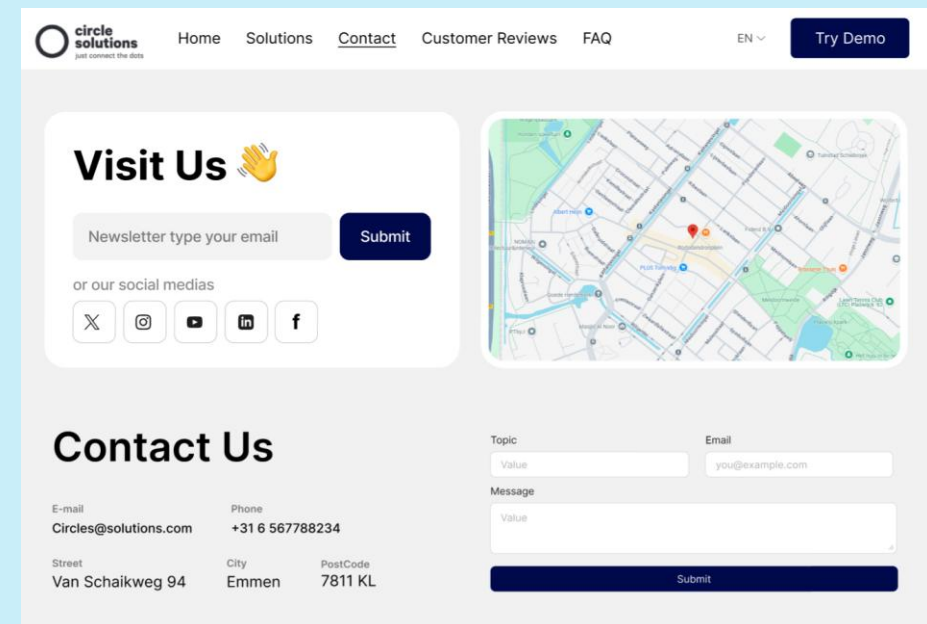 circle
solutions
just connect the dots
Home Solutions Contact Customer Reviews FAQ
EN
Try Demo
Visit Us 👋
Newsletter type your email
Submit
or our social medias
Contact Us
E-mail
Circles@solutions.com
Phone
+31 6 567788234
Street
Van Schaikweg 94
City
Emmen
PostCode
7811 KL
Topic
Value
Email
you@example.com
Message
Value
Submit